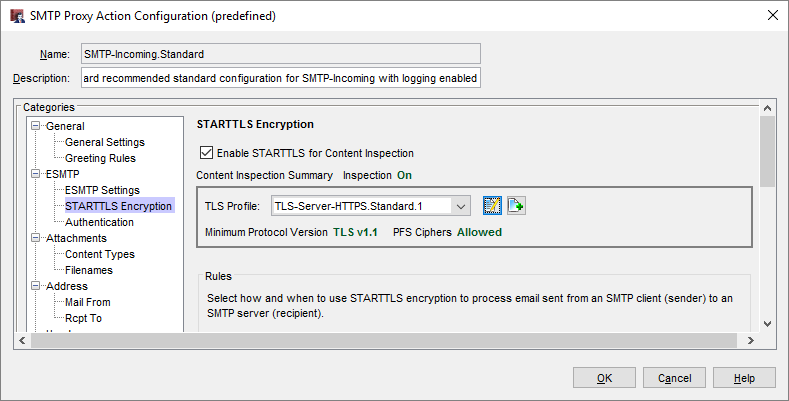 SMTP Proxy Action Configuration (predefined)
Name: SMTP-Incoming.Standard
Description: ard recommended standard configuration for SMTP-Incoming with logging enabled
Categories
General
General Settings
Greeting Rules
ESMTP
ESMTP Settings
STARTTLS Encryption
Authentication
Attachments
Content Types
Filenames
Address
Mail From
Rcpt To
STARTTLS Encryption
Enable STARTTLS for Content Inspection
Content Inspection Summary Inspection On
TLS Profile: TLS-Server-HTTPS.Standard.1
Minimum Protocol Version TLS v1.1 PFS Ciphers Allowed
Rules
Select how and when to use STARTTLS encryption to process email sent from an SMTP client (sender) to an
SMTP server (recipient).
OK Cancel Help